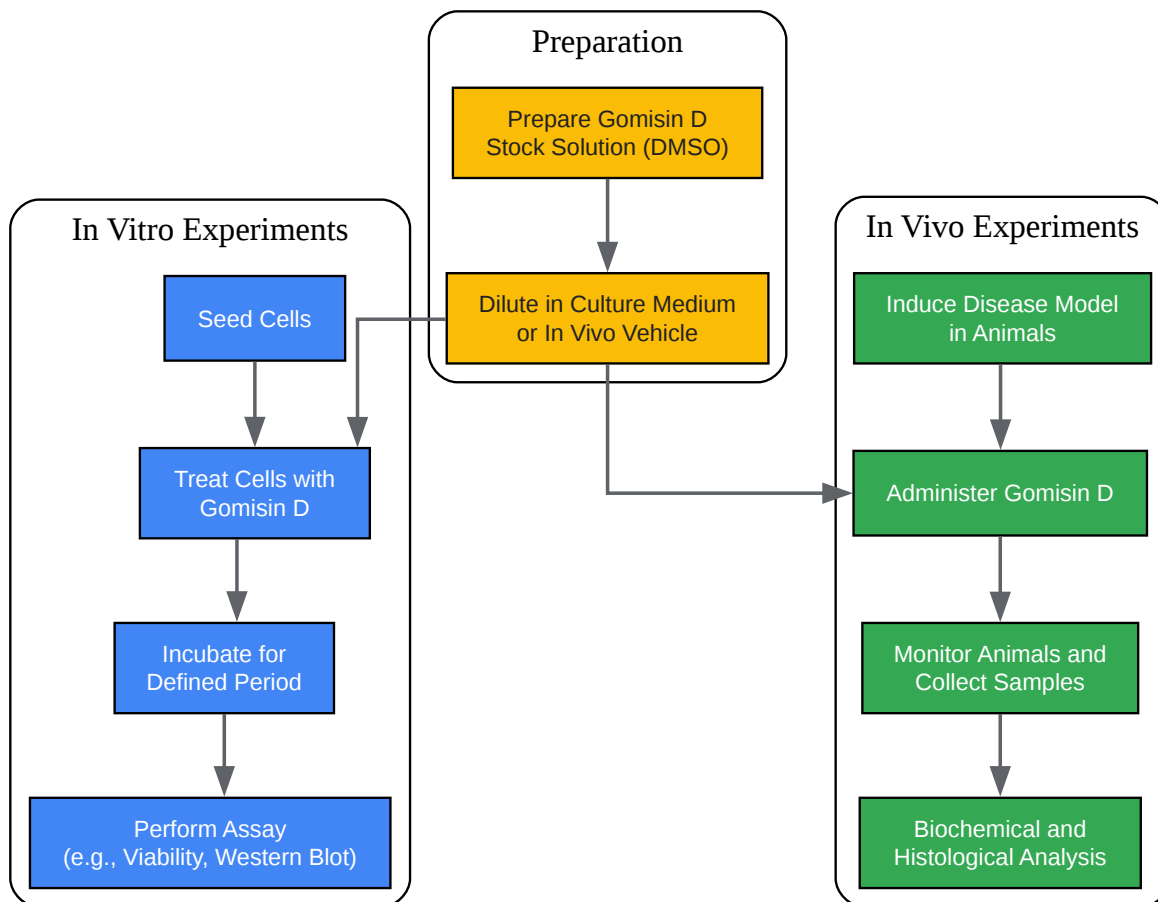 Preparation
Prepare Gomisin D
Stock Solution (DMSO)
Dilute in Culture Medium
or In Vivo Vehicle
In Vitro Experiments
Seed Cells
Treat Cells with
Gomisin D
Incubate for
Defined Period
Perform Assay
(e.g., Viability, Western Blot)
In Vivo Experiments
Induce Disease Model
in Animals
Administer Gomisin D
Monitor Animals and
Collect Samples
Biochemical and
Histological Analysis